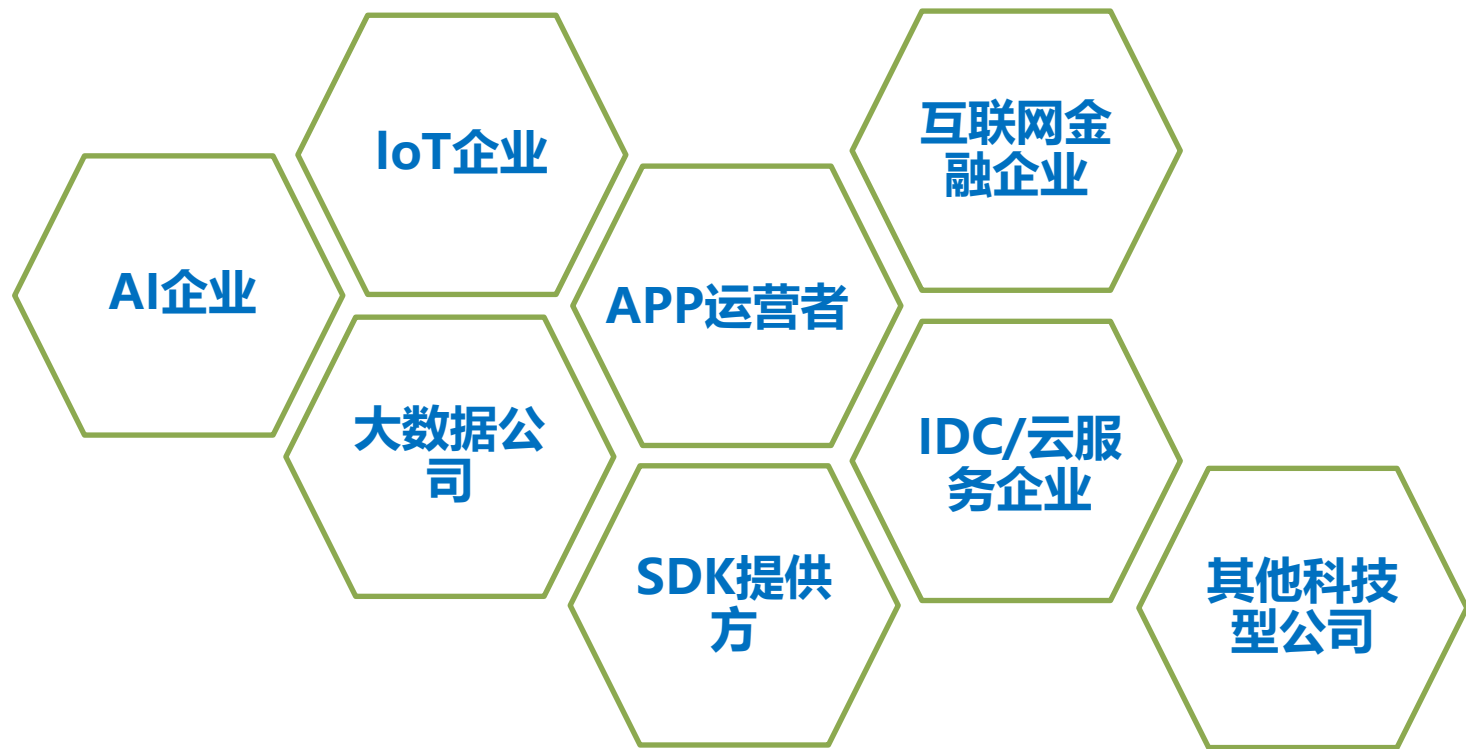 IoT企业
互联网金
融企业
AI企业
APP运营者
大数据公
司
IDC/云服
务企业
SDK提供
方
其他科技
型公司